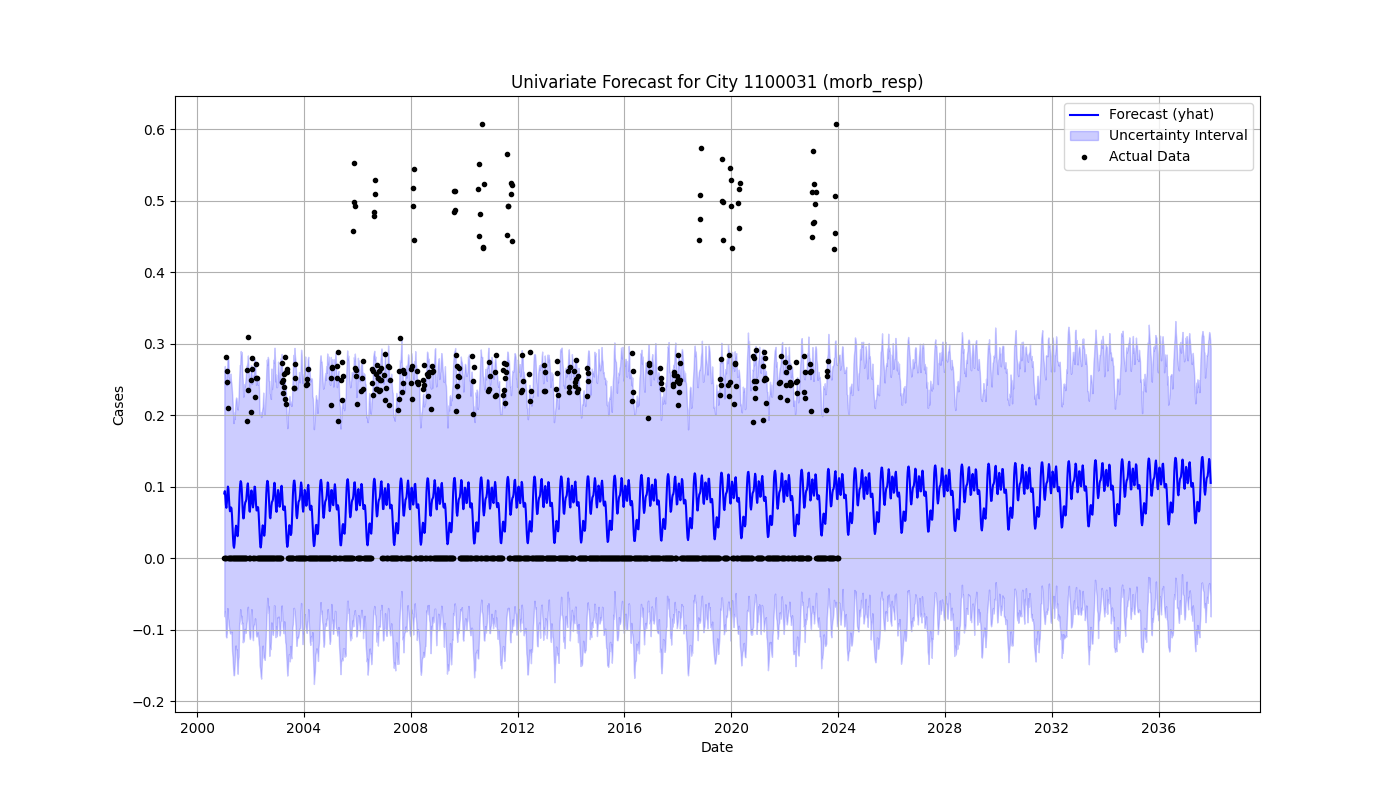 Univariate Forecast for City 1100031 (morb_resp)
Forecast (yhat)
Uncertainty Interval
Actual Data
Cases
0.6
0.5
0.4
0.3
0.2
0.1
0.0
−0.1
−0.2
2000 2004 2008 2012 2016 2020 2024 2028 2032 2036
Date